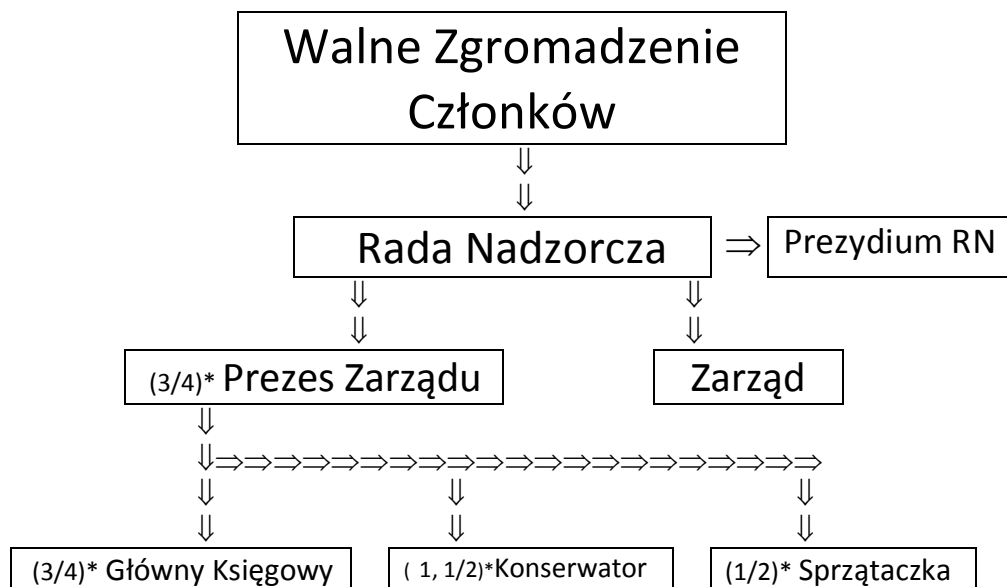 Walne Zgromadzenie
Członków
Rada Nadzorcza
Prezydium RN
(3/4)* Prezes Zarządu
Zarząd
(3/4)* Główny Księgowy
( 1, 1/2)*Konserwator
(1/2)* Sprzątaczka